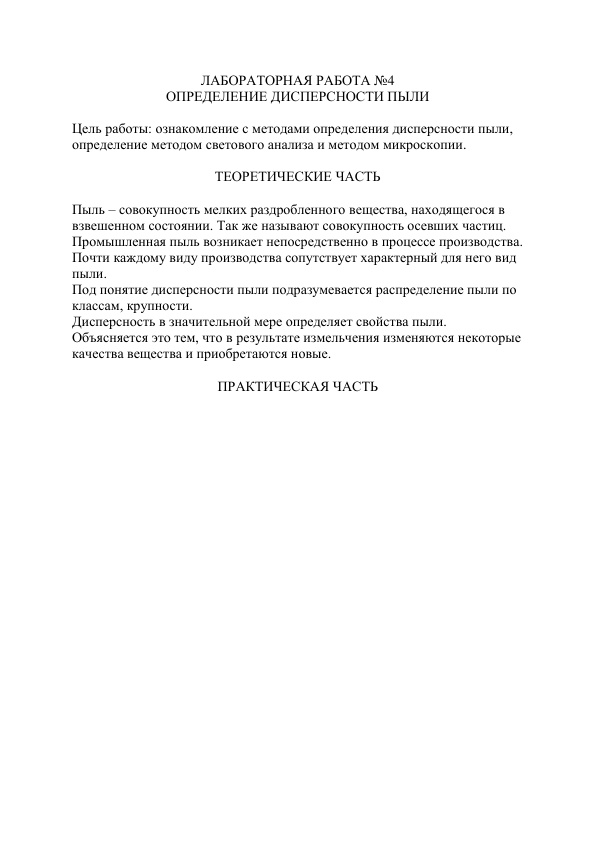 ЛАБОРАТОРНАЯ РАБОТА №4
ОПРЕДЕЛЕНИЕ ДИСПЕРСНОСТИ ПЫЛИ
Цель работы: ознакомление с методами определения дисперсности пыли,
определение методом светового анализа и методом микроскопии.
ТЕОРЕТИЧЕСКИЕ ЧАСТЬ
Пыль – совокупность мелких раздробленного вещества, находящегося в
взвешенном состоянии. Так же называют совокупность осевших частиц.
Промышленная пыль возникает непосредственно в процессе производства.
Почти каждому виду производства сопутствует характерный для него вид
пыли.
Под понятие дисперсности пыли подразумевается распределение пыли по
классам, крупности.
Дисперсность в значительной мере определяет свойства пыли.
Объясняется это тем, что в результате измельчения изменяются некоторые
качества вещества и приобретаются новые.
ПРАКТИЧЕСКАЯ ЧАСТЬ